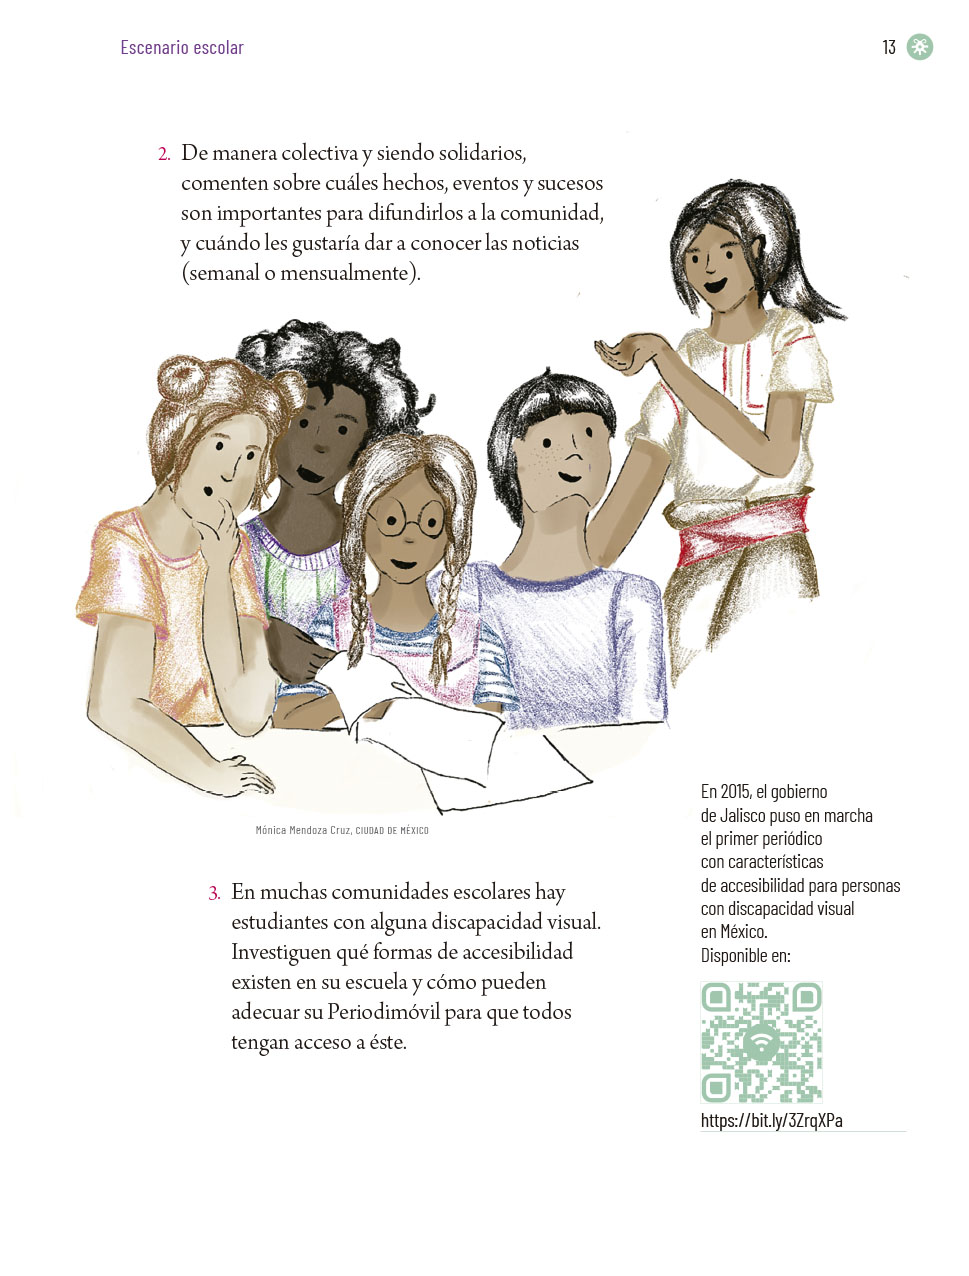 Escenario escolar
13
2. De manera colectiva y siendo solidarios,
comenten sobre cuáles hechos, eventos y sucesos
son importantes para difundirlos a la comunidad,
y cuándo les gustaría dar a conocer las noticias
(semanal o mensualmente).
Mónica Mendoza Cruz, CIUDAD DE MÉXICO
3. En muchas comunidades escolares hay
estudiantes con alguna discapacidad visual.
Investiguen qué formas de accesibilidad
existen en su escuela y cómo pueden
adecuar su Periodimóvil para que todos
tengan acceso a éste.
En 2015, el gobierno
de Jalisco puso en marcha
el primer periódico
con características
de accesibilidad para personas
con discapacidad visual
en México.
Disponible en:
https://bit.ly/3ZrqXPa